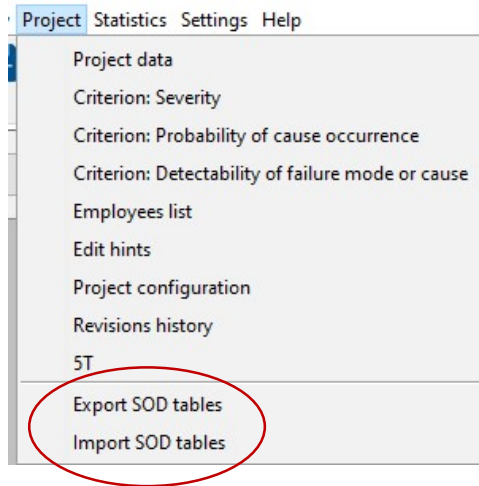 Project Statistics Settings Help
Project data
Criterion: Severity
Criterion: Probability of cause occurrence
Criterion: Detectability of failure mode or cause
Employees list
Edit hints
Project configuration
Revisions history
5T
Export SOD tables
Import SOD tables